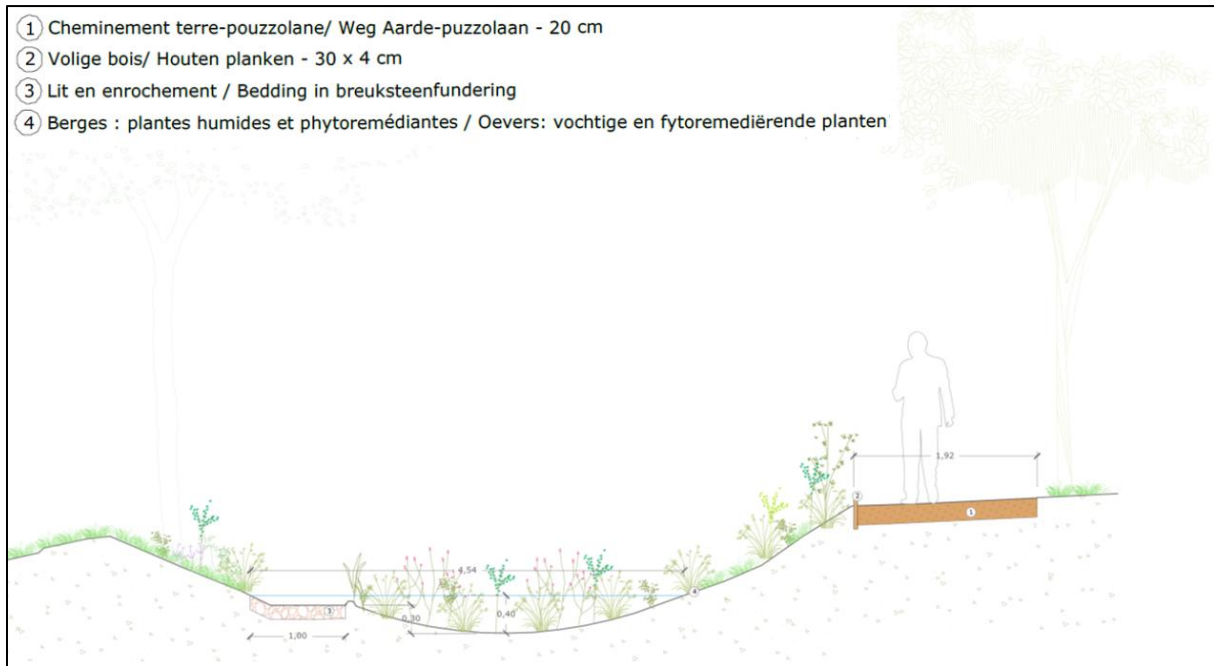 1 Cheminement terre-pouzzolane/ Weg Aarde-puzzolaan - 20 cm
2 Volige bois/ Houten planken - 30 x 4 cm
3 Lit en enrochement / Bedding in breuksteenfundering
4 Berges : plantes humides et phytoremédiantes / Oevers: vochtige en fytoremediërende planten
1,92
2
1
4,54
4
3
0,30
0,40
1,00